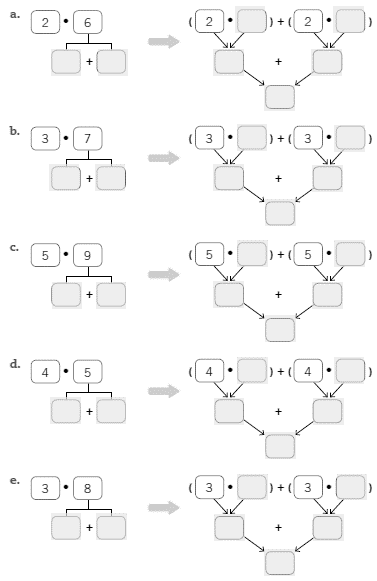 a. 2 • 6 ( 2 • ) + ( 2 • )
+ +
b. 3 • 7 ( 3 • ) + ( 3 • )
+ +
c. 5 • 9 ( 5 • ) + ( 5 • )
+ +
d. 4 • 5 ( 4 • ) + ( 4 • )
+ +
e. 3 • 8 ( 3 • ) + ( 3 • )
+ +